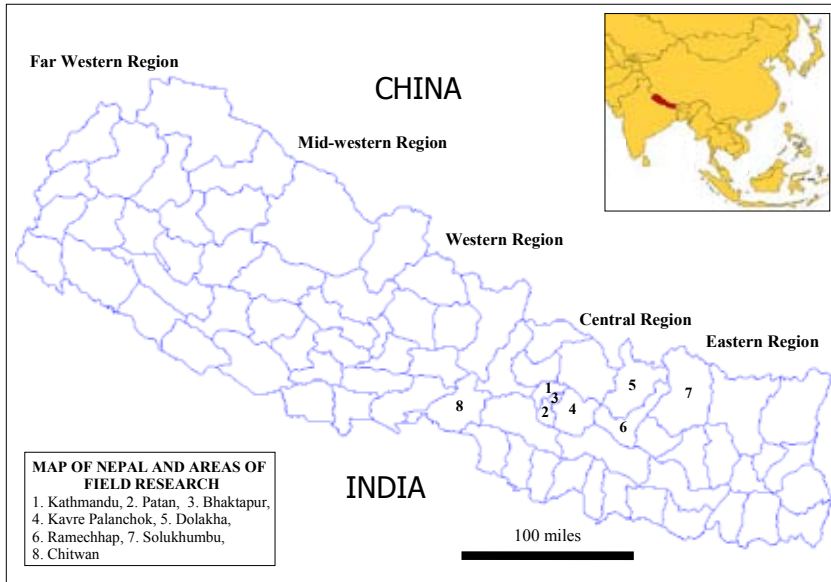 Far Western Region
CHINA
Mid-western Region
Western Region
Central Region
Eastern Region
1
3
2
4
5
6
7
8
MAP OF NEPAL AND AREAS OF
FIELD RESEARCH
1. Kathmandu, 2. Patan, 3. Bhaktapur,
4. Kavre Palanchok, 5. Dolakha,
6. Ramechhap, 7. Solukhumbu,
8. Chitwan
INDIA
100 miles